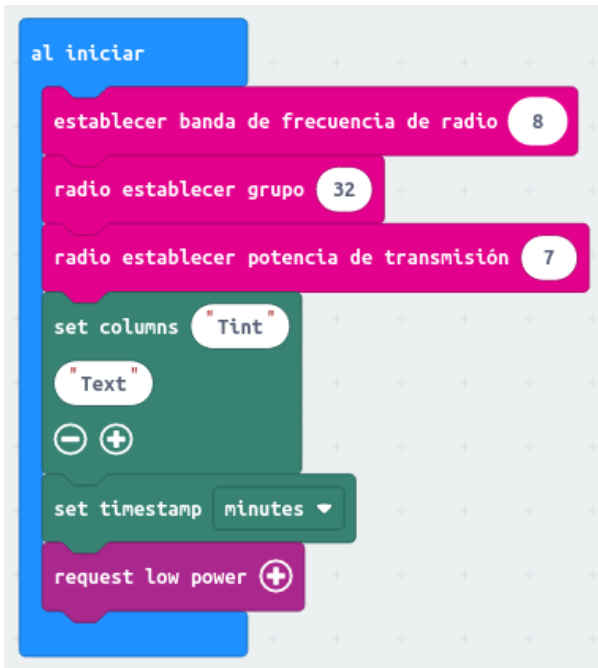 al iniciar
establecer banda de frecuencia de radio 8
radio establecer grupo 32
radio establecer potencia de transmisión 7
set columns "Tint"
"Text"
set timestamp minutes
request low power